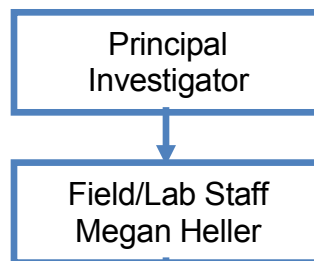 Principal
Investigator
Field/Lab Staff
Megan Heller